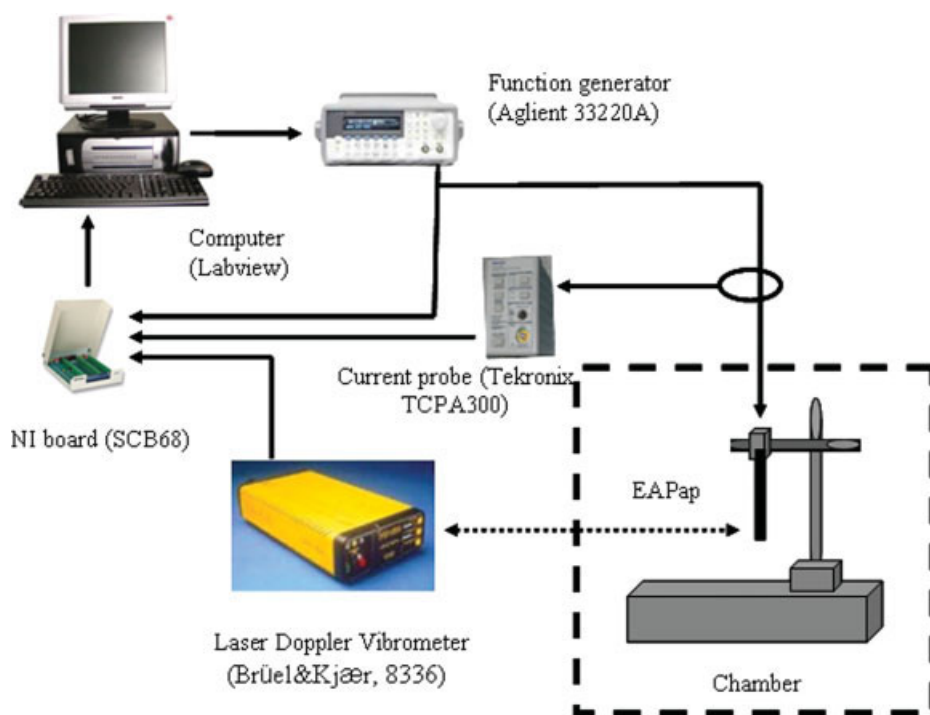 Function generator
(Aglient 33220A)
Computer
(Labview)
Current probe (Tekronix
TCPA300)
NI board (SCB68)
EAPap
Laser Doppler Vibrometer
(Brüel&Kjær, 8336)
Chamber